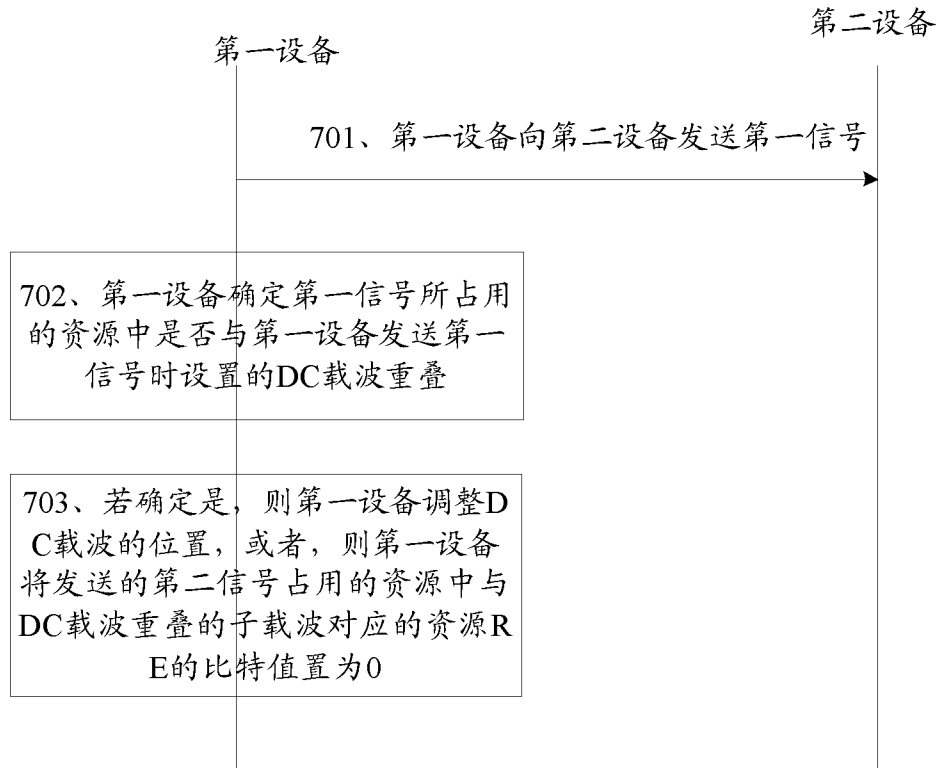 第一设备
第二设备
701、第一设备向第二设备发送第一信号
702、第一设备确定第一信号所占用
的资源中是否与第一设备发送第一
信号时设置的DC载波重叠
703、若确定是，则第一设备调整D
C载波的位置，或者，则第一设备
将发送的第二信号占用的资源中与
DC载波重叠的子载波对应的资源R
E的比特值置为0